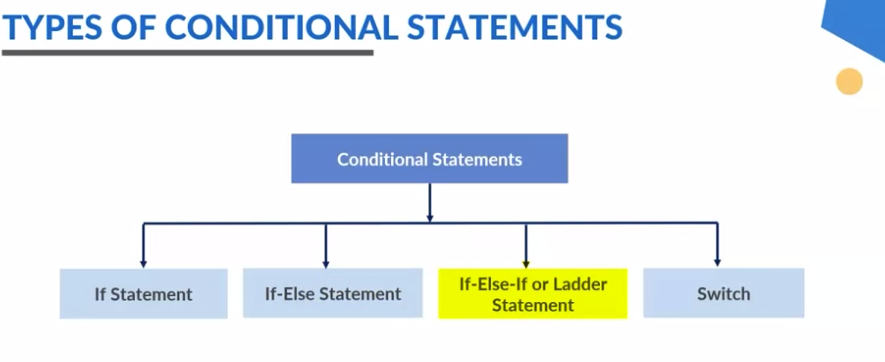 TYPES OF CONDITIONAL STATEMENTS
Conditional Statements
If Statement
If-Else Statement
If-Else-If or Ladder
Statement
Switch